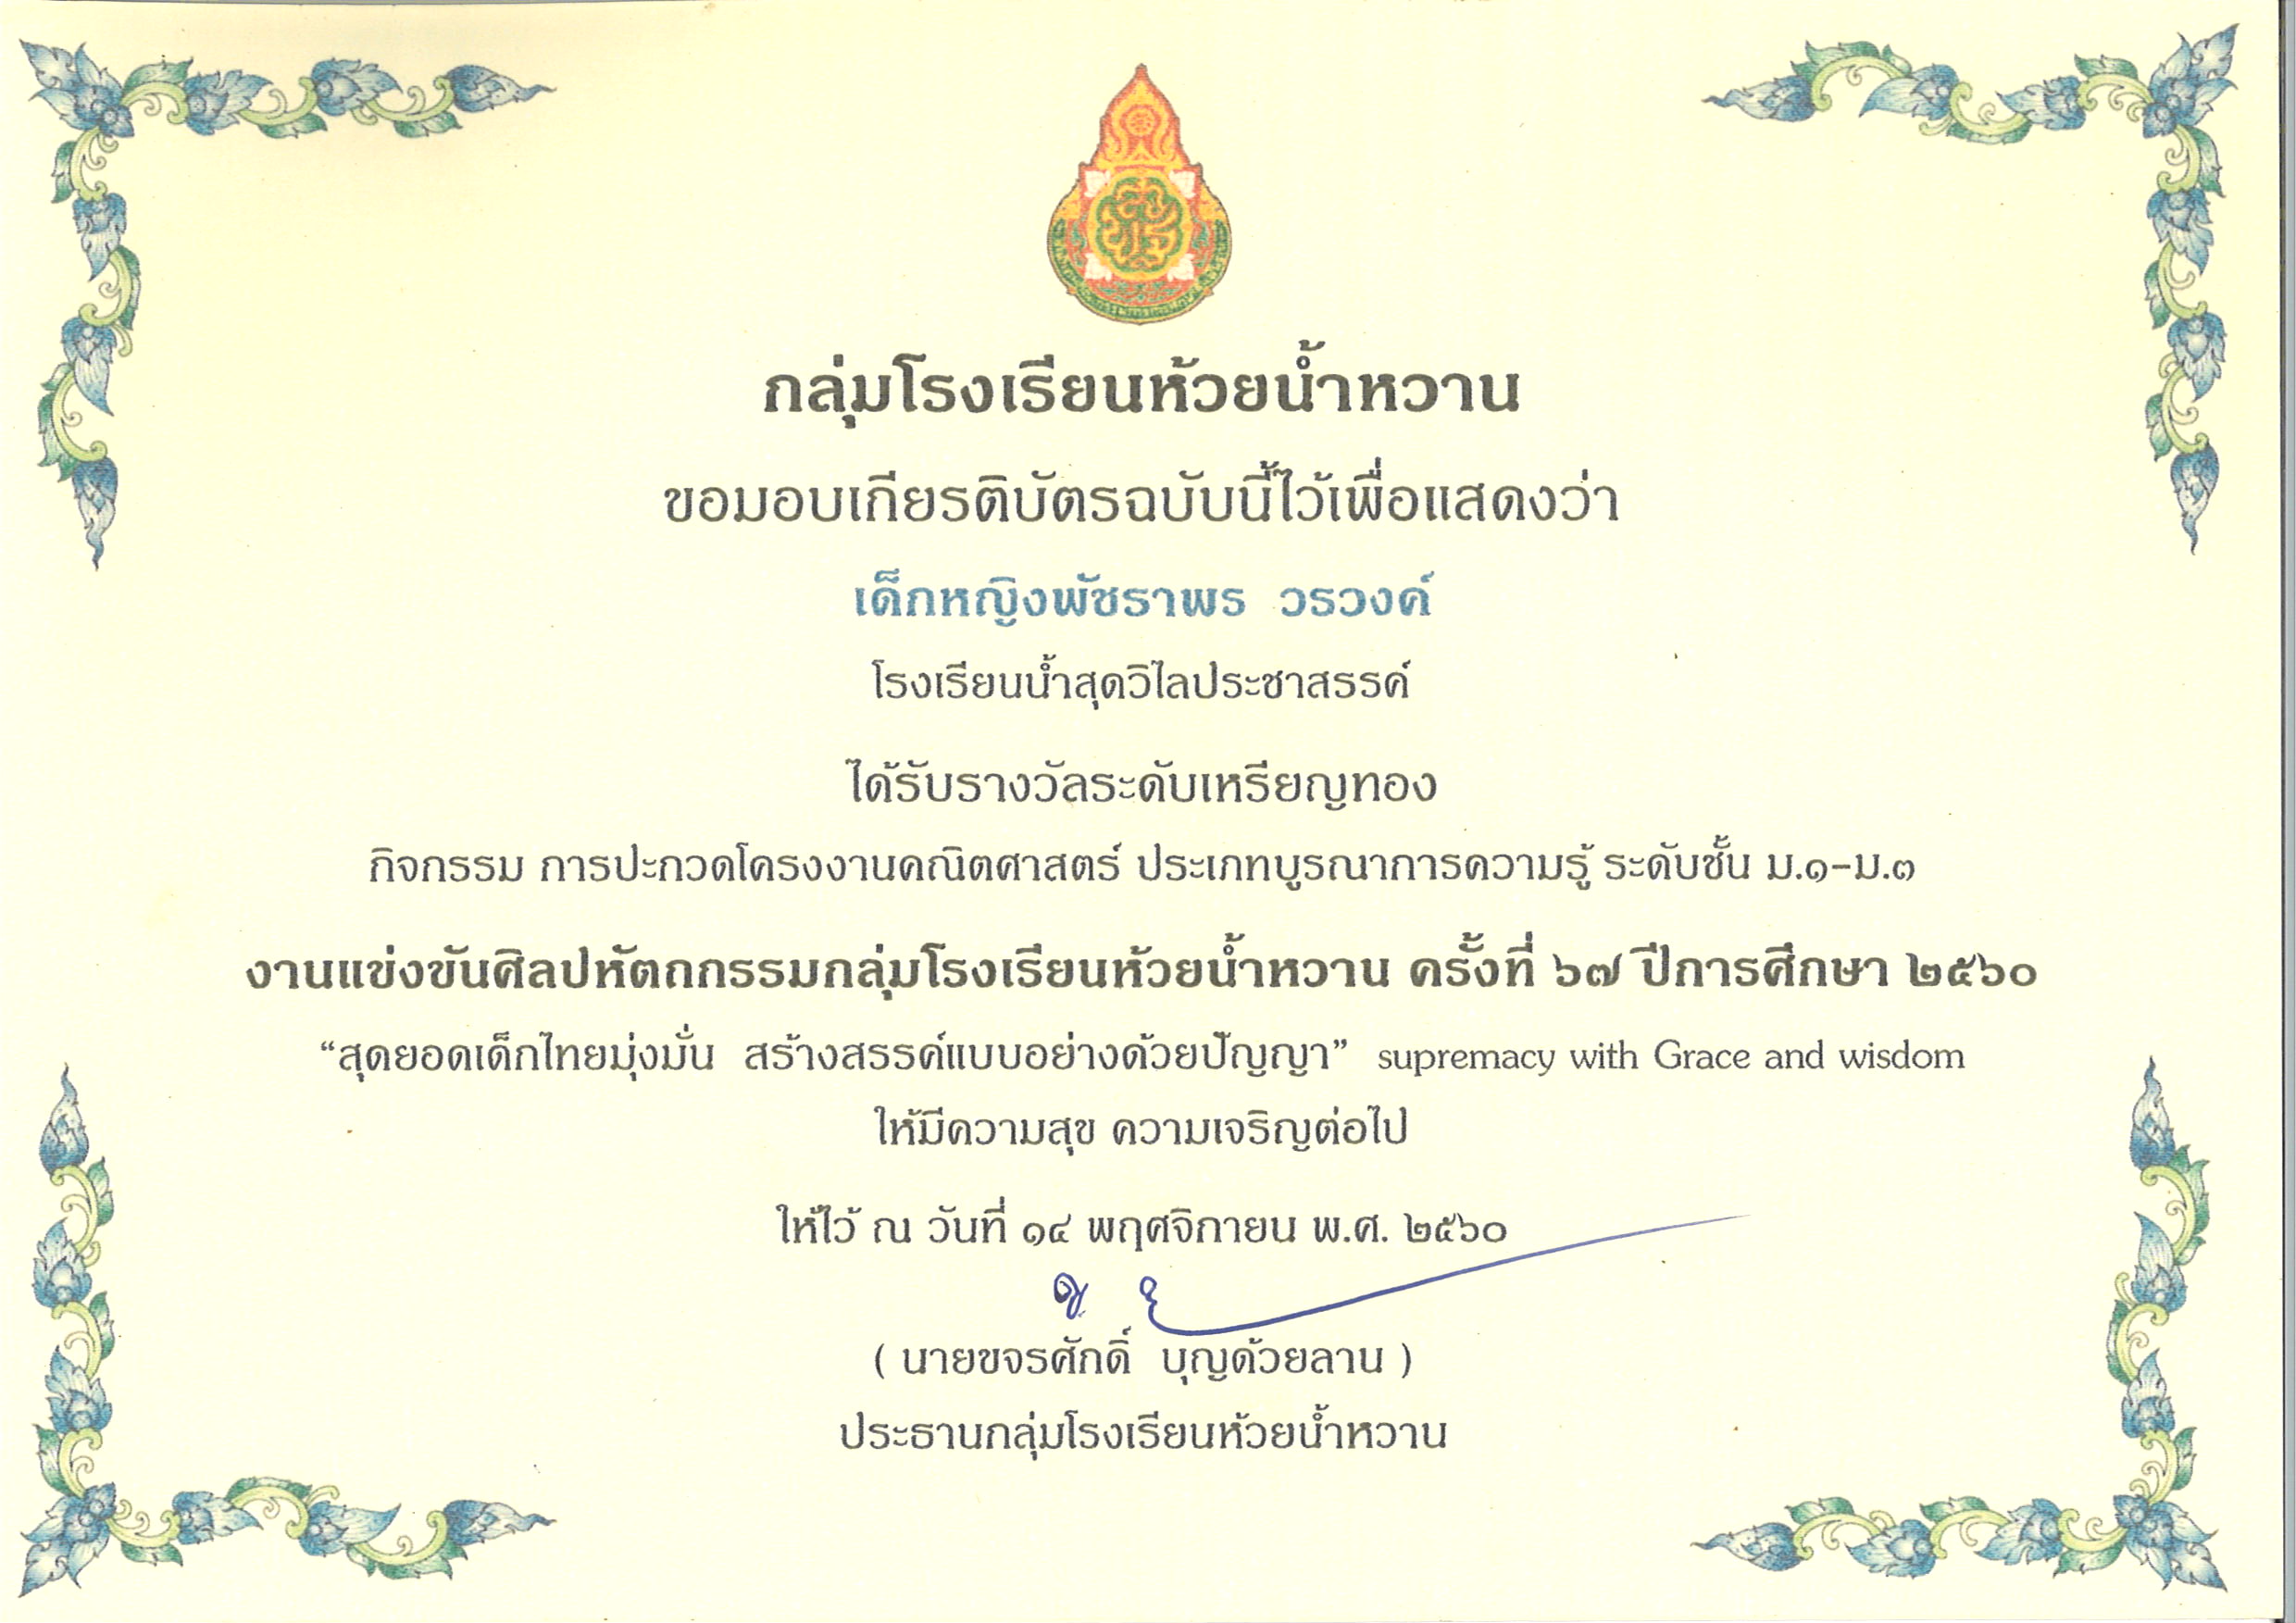 กลุ่มโรงเรียนห้วยน้ำหวาน
ขอมอบเกียรติบัตรฉบับนี้ไว้เพื่อแสดงว่า
เด็กหญิงพัชราพร วรวงค์
โรงเรียนน้ำสุดวิไลประชาสรรค์
ได้รับรางวัลระดับเหรียญทอง
กิจกรรม การปะกวดโครงงานคณิตศาสตร์ ประเภทบูรณาการความรู้ ระดับชั้น ม.๑-ม.๓
งานแข่งขันศิลปหัตถกรรมกลุ่มโรงเรียนห้วยน้ำหวาน ครั้งที่ ๖๗ ปีการศึกษา ๒๕๖๐
“สุดยอดเด็กไทยมุ่งมั่น สร้างสรรค์แบบอย่างด้วยปัญญา” supremacy with Grace and wisdom
ให้มีความสุข ความเจริญต่อไป
ให้ไว้ ณ วันที่ ๑๔ พฤศจิกายน พ.ศ. ๒๕๖๐
( นายขจรศักดิ์ บุญด้วยลาน )
ประธานกลุ่มโรงเรียนห้วยน้ำหวาน